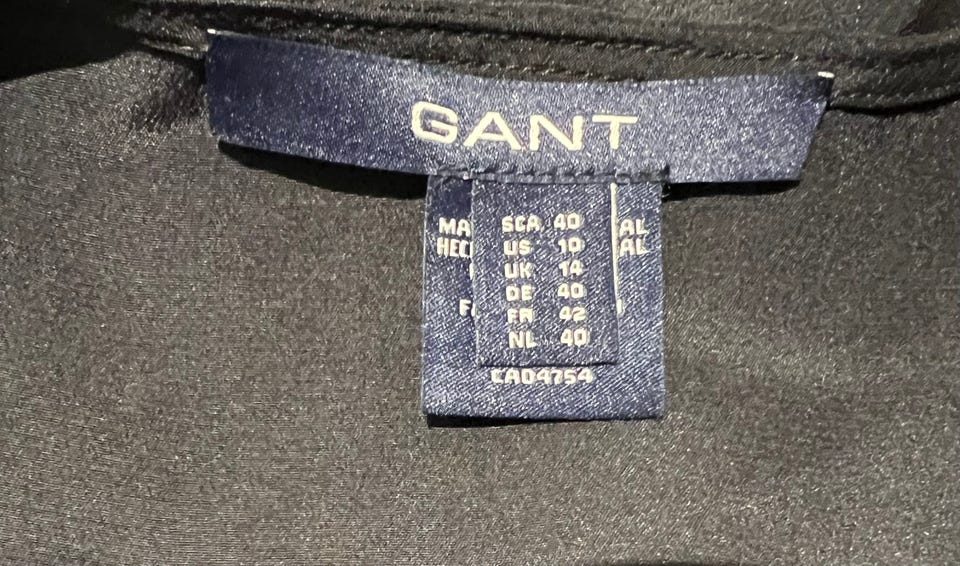 GANT
SCA 40
US 10
UK 14
DE 40
FR 42
NL 40
CA04754